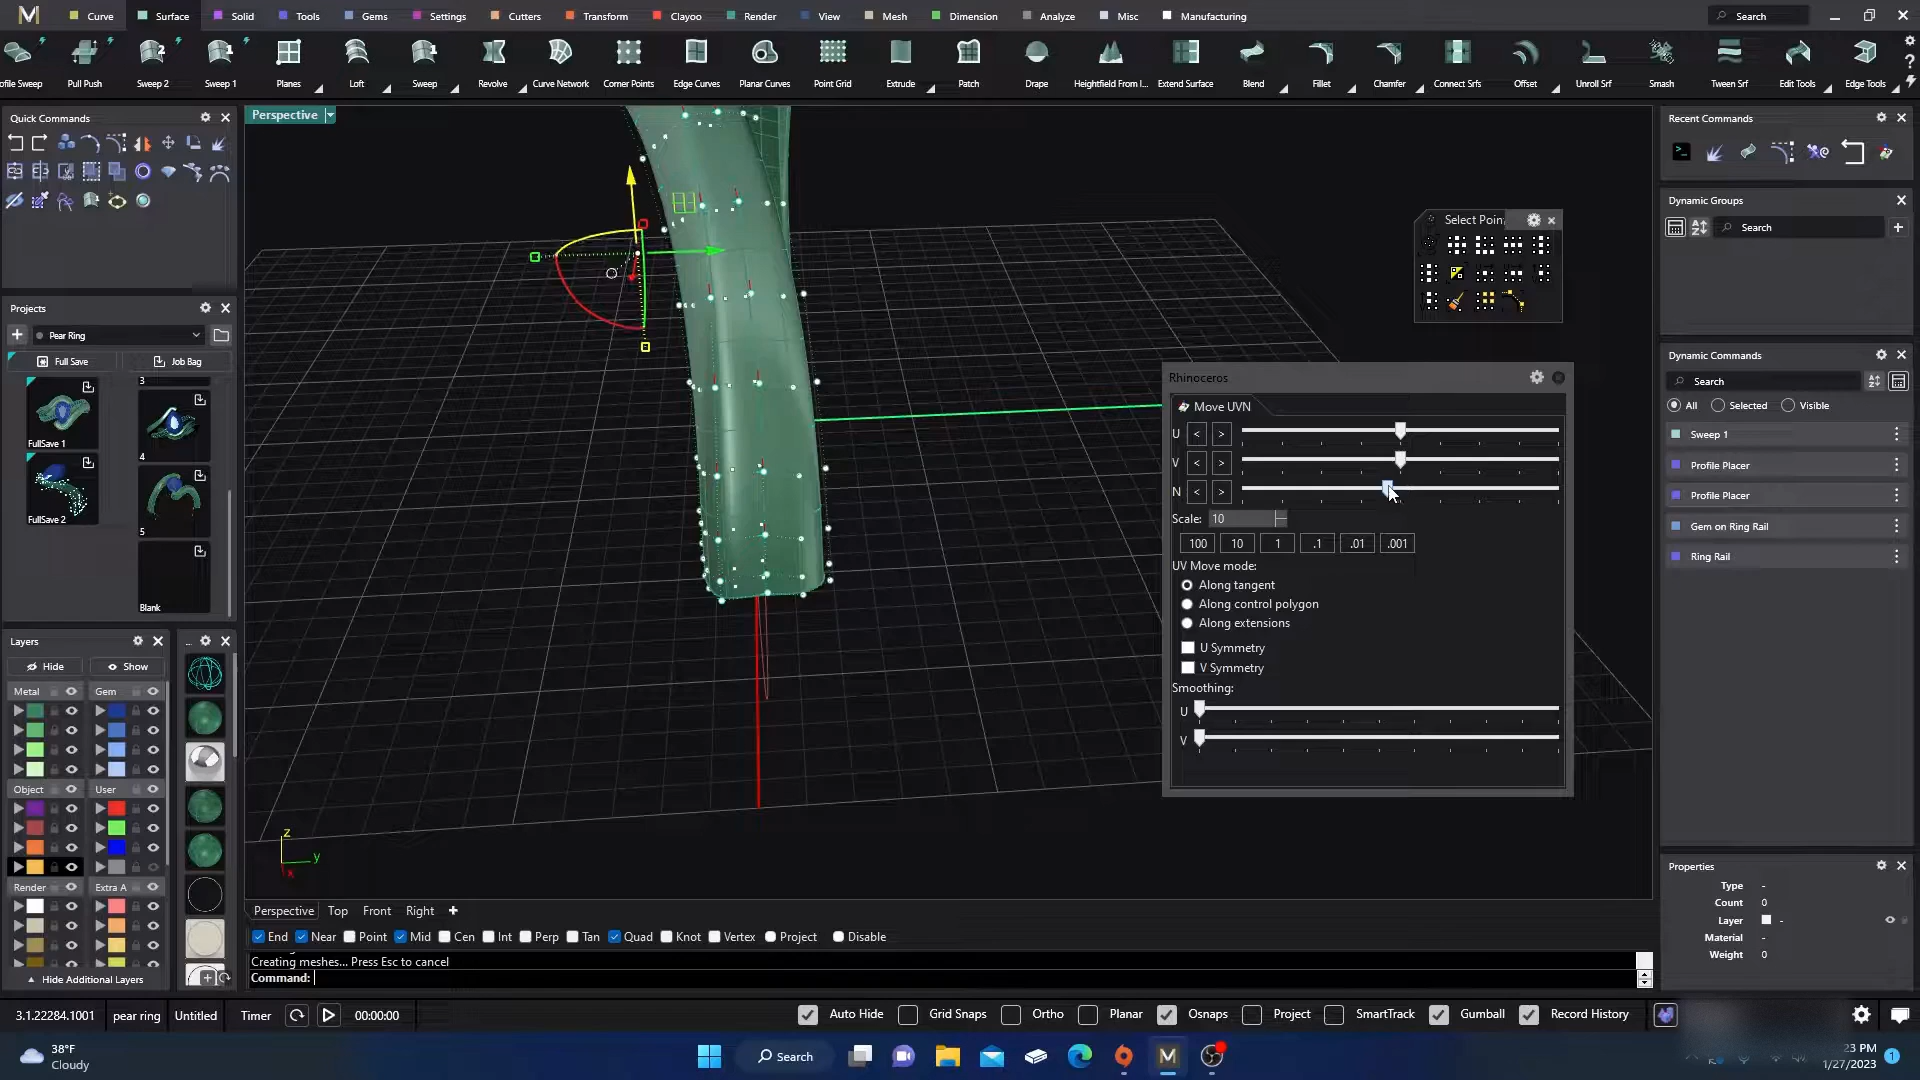 Curve Surface Solid Tools Gems Settings Cutters Transform Clayoo Render View Mesh Dimension Analyze Misc Manufacturing Search
ofile Sweep Pull Push Sweep 2 Sweep 1 Planes Loft Sweep Revolve Curve Network Corner Points Edge Curves Planar Curves Point Grid Extrude Patch Drape Heightfield From I... Extend Surface Blend Fillet Chamfer Connect Srfs Offset Unroll Srf Smash Tween Srf Edit Tools Edge Tools
Quick Commands
Perspective
Recent Commands
Dynamic Groups
Search
Select Poin
Projects
Pear Ring
Full Save Job Bag
3
FullSave 1
4
FullSave 2
5
Blank
Rhinoceros
Move UVN
U < >
V < >
N < >
Scale: 10
100 10 1 .1 .01 .001
UV Move mode:
Along tangent
Along control polygon
Along extensions
U Symmetry
V Symmetry
Smoothing:
U
V
Dynamic Commands
Search
All Selected Visible
Sweep 1
Profile Placer
Profile Placer
Gem on Ring Rail
Ring Rail
Layers
Hide Show
Metal Gem
Object User
Render Extra A
Hide Additional Layers
z
y
x
Properties
Type -
Count 0
Layer -
Material -
Weight 0
Perspective Top Front Right
End Near Point Mid Cen Int Perp Tan Quad Knot Vertex Project Disable
Creating meshes... Press Esc to cancel
Command:
3.1.22284.1001 pear ring Untitled Timer 00:00:00 Auto Hide Grid Snaps Ortho Planar Osnaps Project SmartTrack Gumball Record History
38°F
Cloudy
Search
23 PM
1/27/2023
1